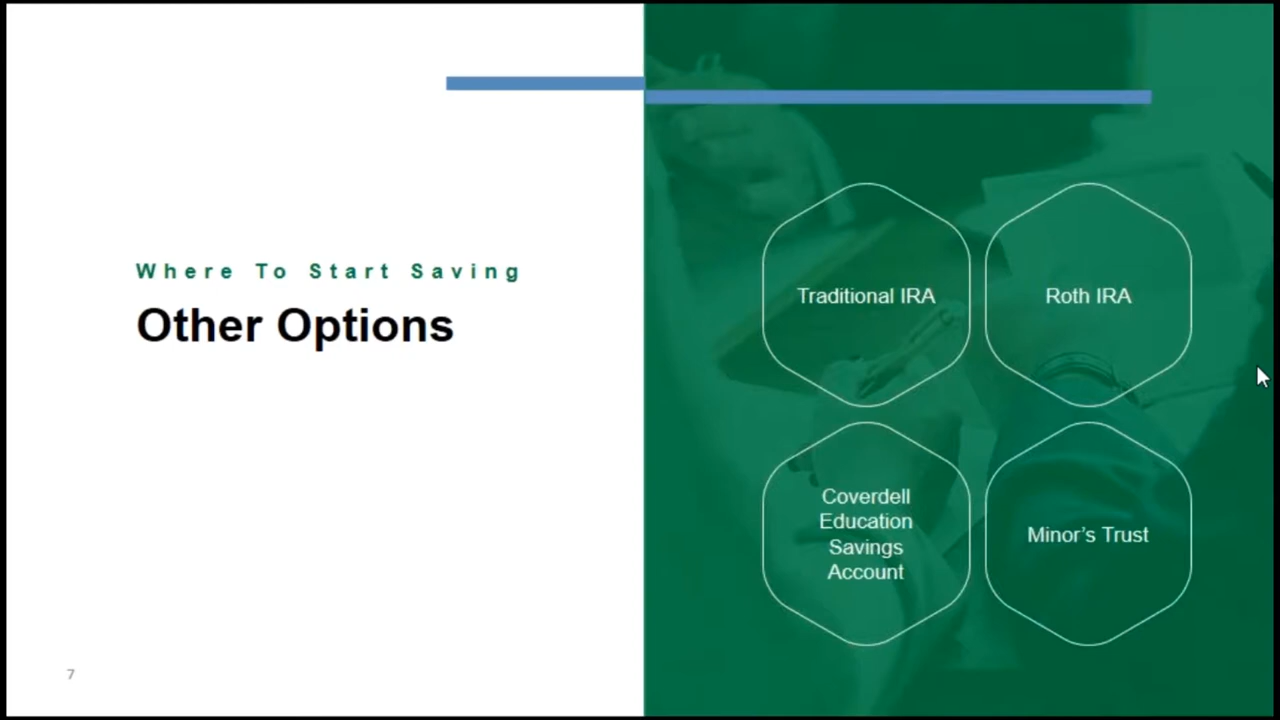 Where To Start Saving
Other Options
Traditional IRA
Roth IRA
Coverdell
Education
Savings
Account
Minor’s Trust
7